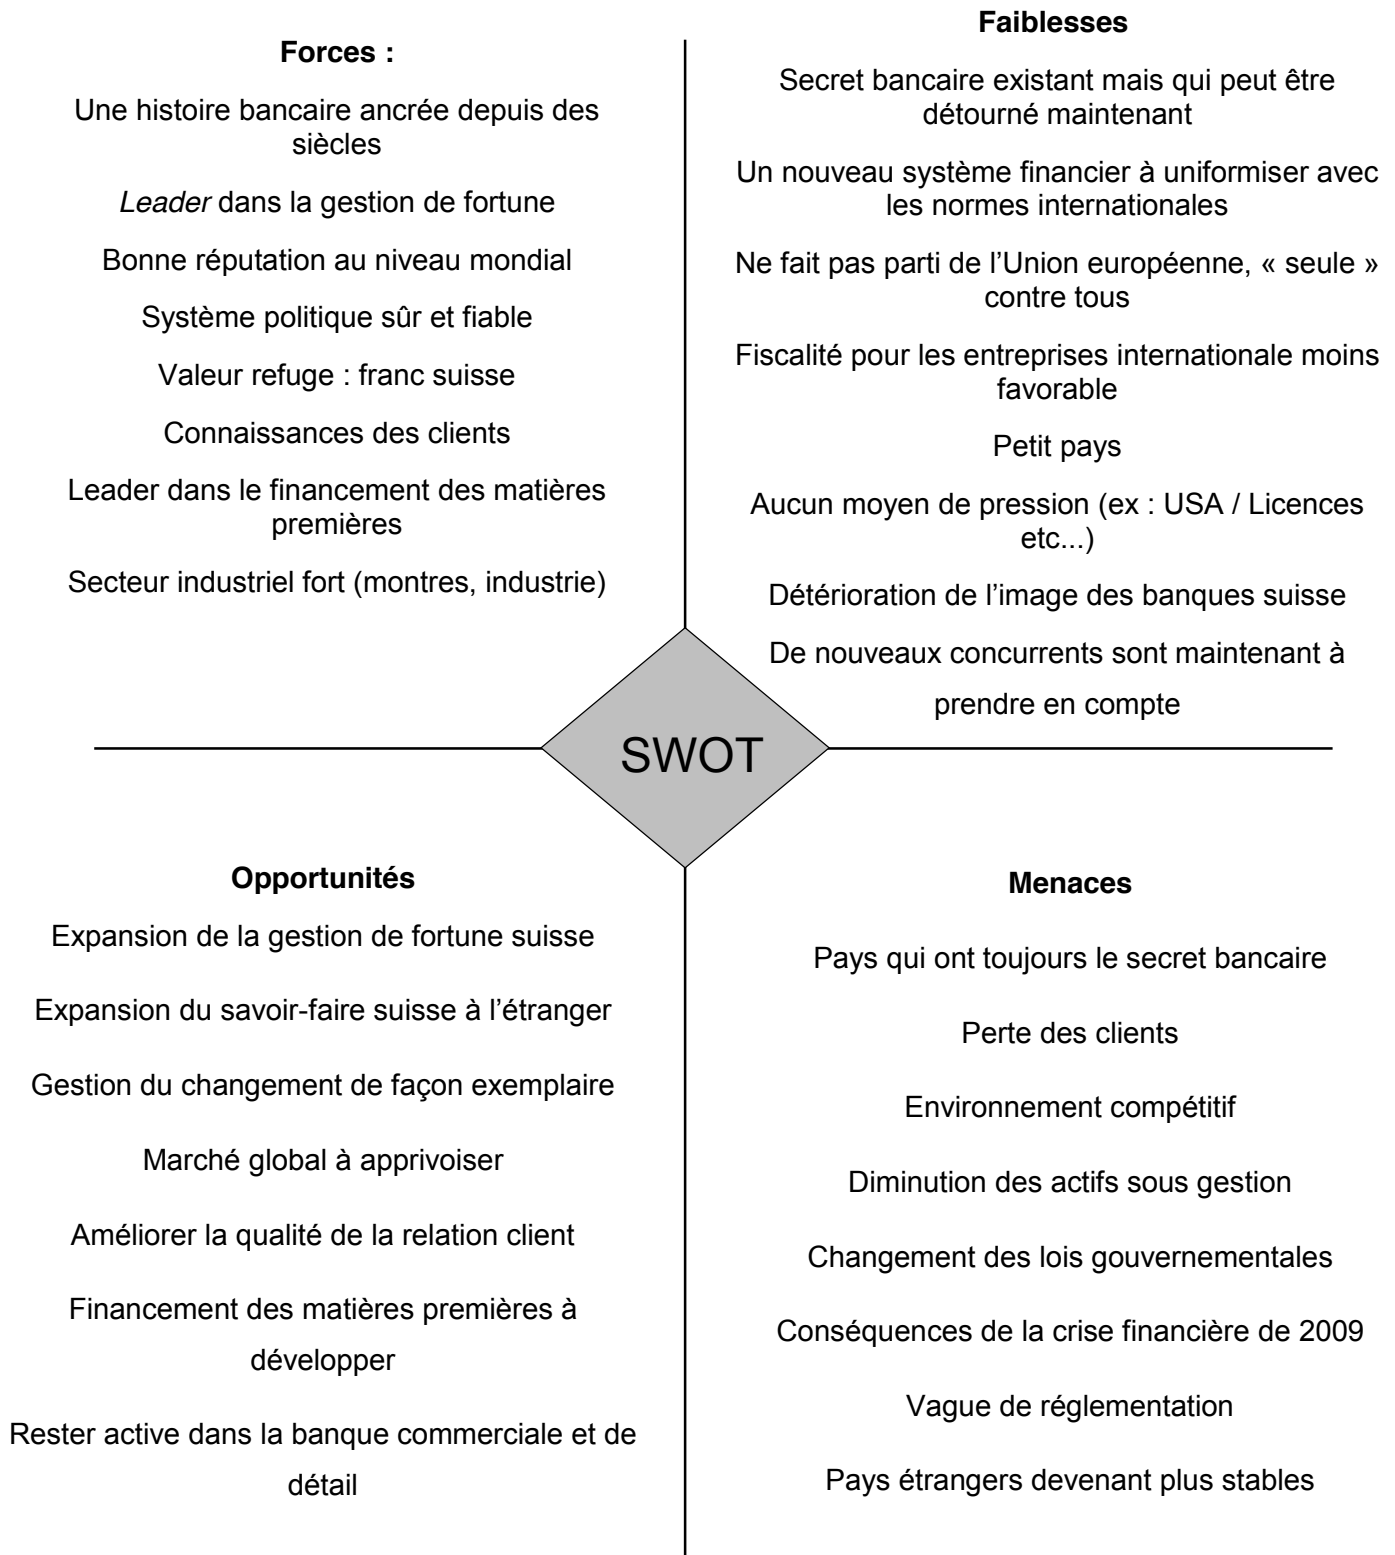 Forces :
Une histoire bancaire ancrée depuis des
siècles
Leader dans la gestion de fortune
Bonne réputation au niveau mondial
Système politique sûr et fiable
Valeur refuge : franc suisse
Connaissances des clients
Leader dans le financement des matières
premières
Secteur industriel fort (montres, industrie)
Faiblesses
Secret bancaire existant mais qui peut être
détourné maintenant
Un nouveau système financier à uniformiser avec
les normes internationales
Ne fait pas parti de l’Union européenne, « seule »
contre tous
Fiscalité pour les entreprises internationale moins
favorable
Petit pays
Aucun moyen de pression (ex : USA / Licences
etc...)
Détérioration de l’image des banques suisse
De nouveaux concurrents sont maintenant à
prendre en compte
SWOT
Opportunités
Expansion de la gestion de fortune suisse
Expansion du savoir-faire suisse à l’étranger
Gestion du changement de façon exemplaire
Marché global à apprivoiser
Améliorer la qualité de la relation client
Financement des matières premières à
développer
Rester active dans la banque commerciale et de
détail
Menaces
Pays qui ont toujours le secret bancaire
Perte des clients
Environnement compétitif
Diminution des actifs sous gestion
Changement des lois gouvernementales
Conséquences de la crise financière de 2009
Vague de réglementation
Pays étrangers devenant plus stables